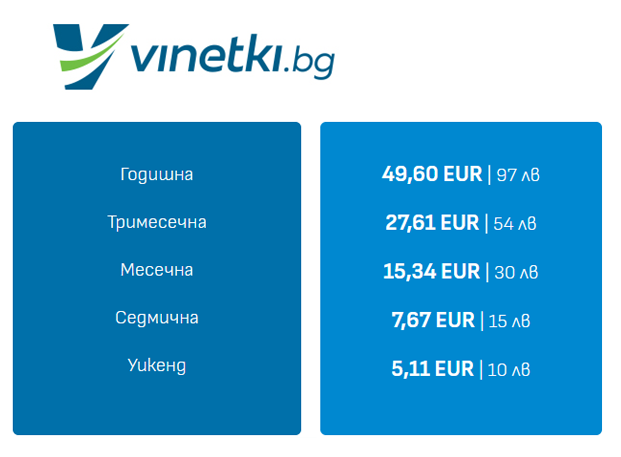 vinetki.bg
Годишна 49,60 EUR | 97 лв
Тримесечна 27,61 EUR | 54 лв
Месечна 15,34 EUR | 30 лв
Седмична 7,67 EUR | 15 лв
Уикенд 5,11 EUR | 10 лв